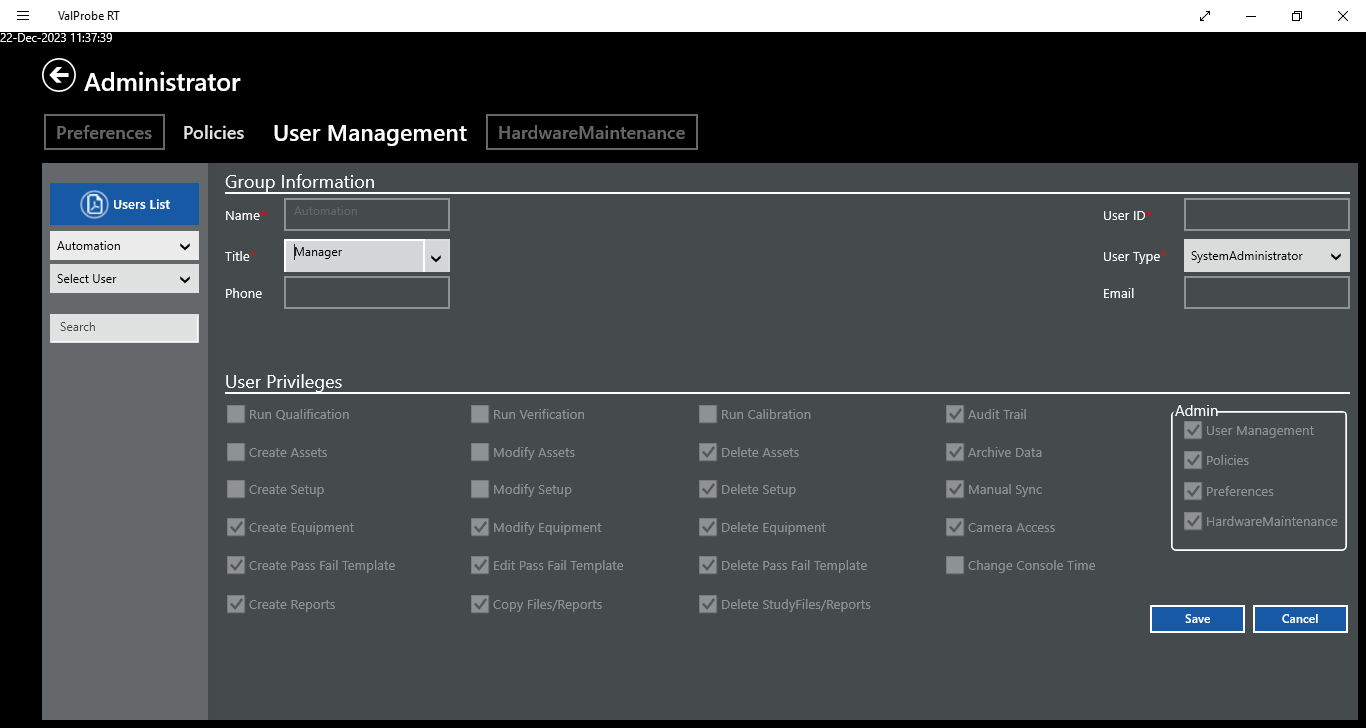 ValProbe RT
22-Dec-2023 11:37:39
Administrator
Preferences Policies User Management HardwareMaintenance
Users List
Automation
Select User
Search
Group Information
Name* Automation User ID*
Title* Manager User Type* SystemAdministrator
Phone Email
User Privileges
Run Qualification Run Verification Run Calibration Audit Trail
Create Assets Modify Assets Delete Assets Archive Data
Create Setup Modify Setup Delete Setup Manual Sync
Create Equipment Modify Equipment Delete Equipment Camera Access
Create Pass Fail Template Edit Pass Fail Template Delete Pass Fail Template Change Console Time
Create Reports Copy Files/Reports Delete StudyFiles/Reports
Admin
User Management
Policies
Preferences
HardwareMaintenance
Save Cancel